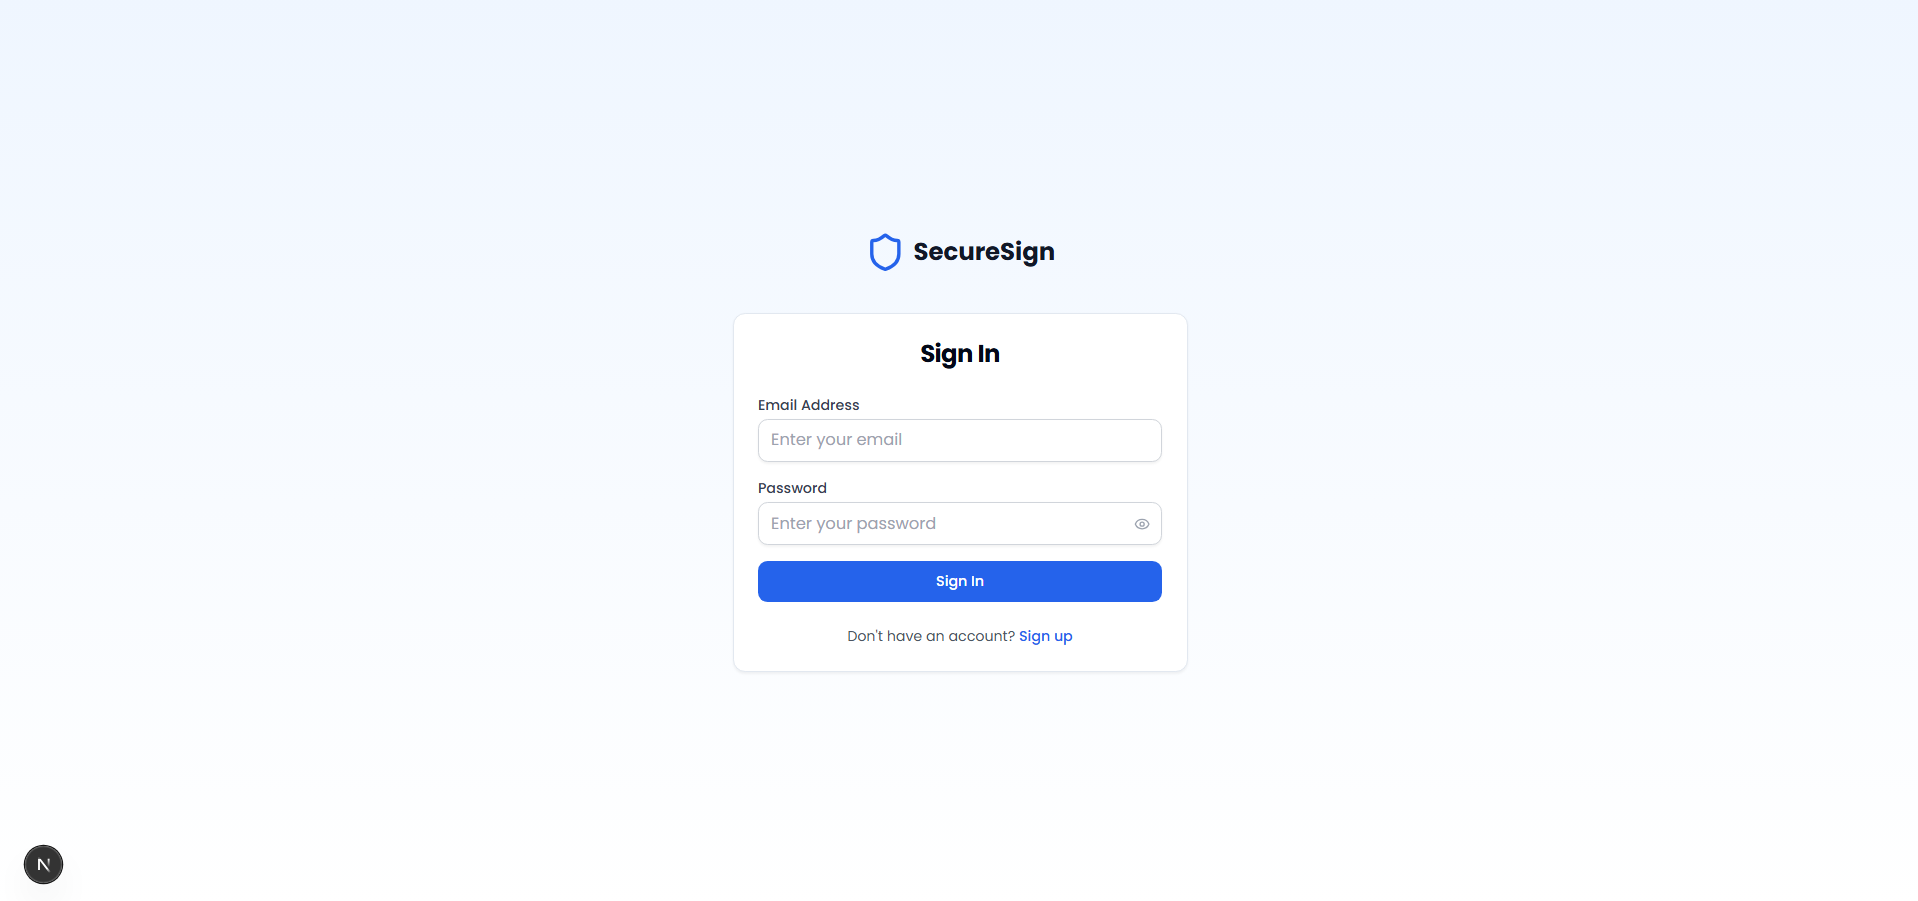 SecureSign
Sign In
Email Address
Enter your email
Password
Enter your password
Sign In
Don't have an account? Sign up
N